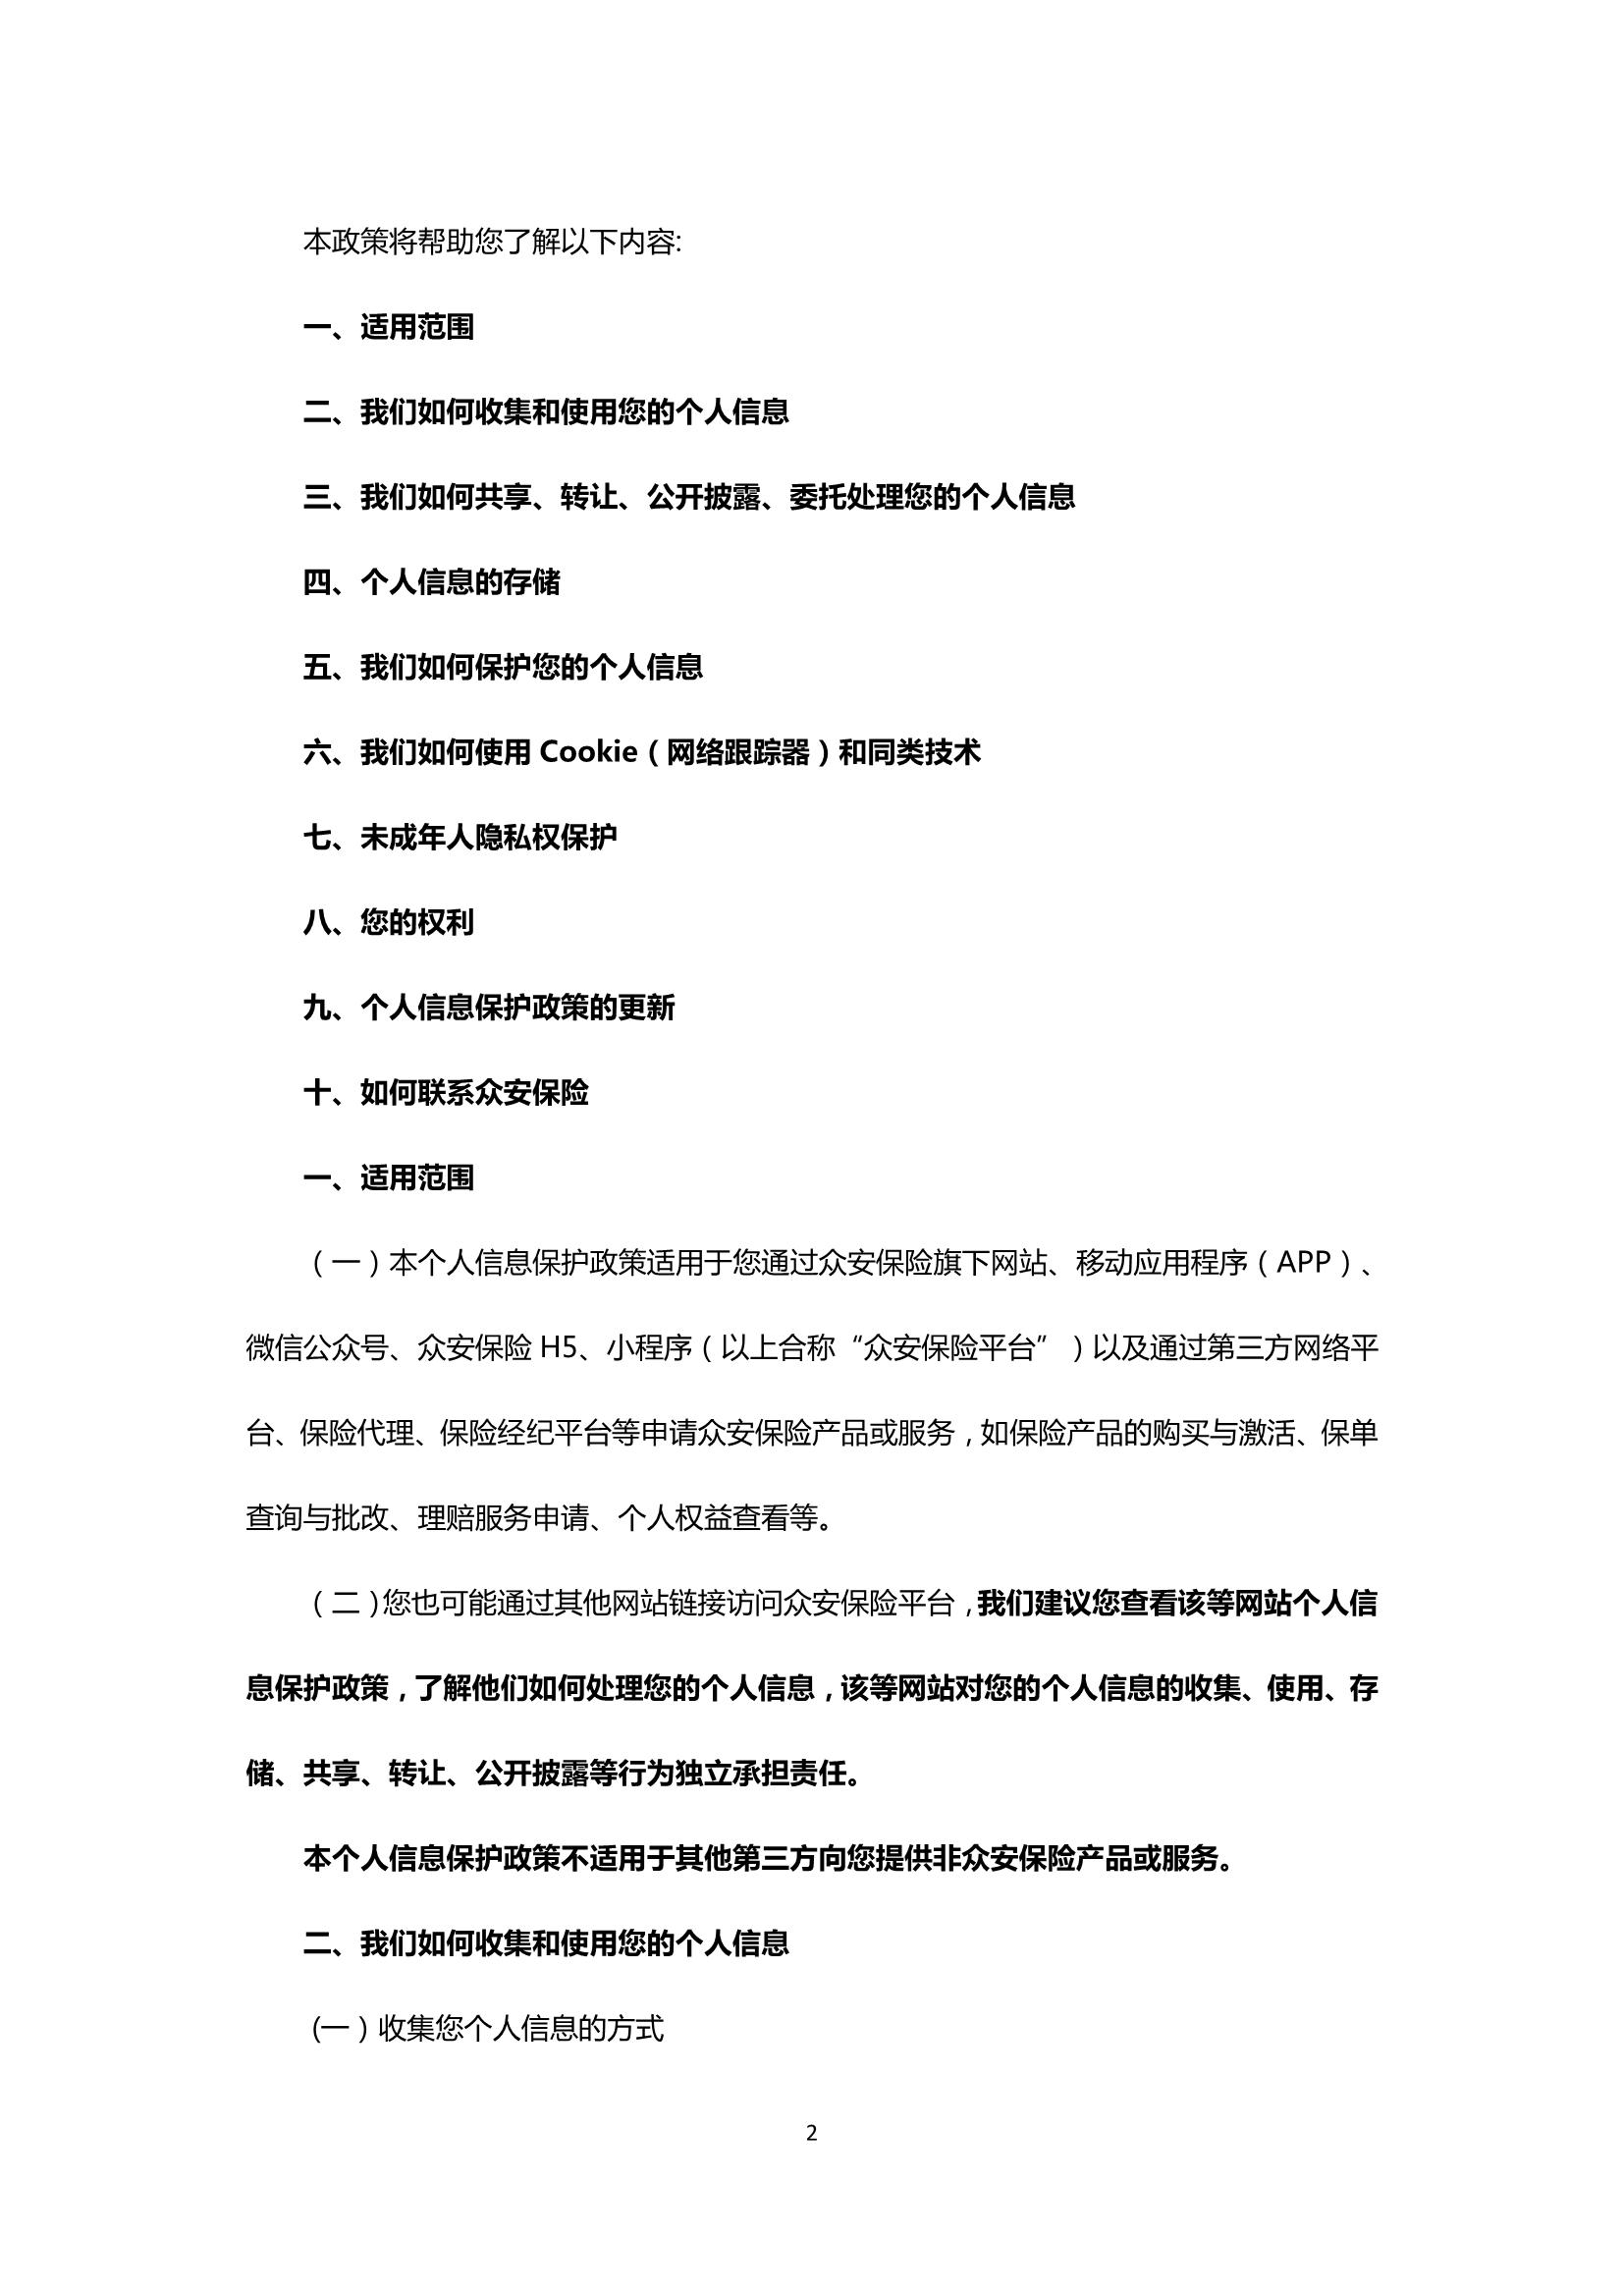 本政策将帮助您了解以下内容:
一、适用范围
二、我们如何收集和使用您的个人信息
三、我们如何共享、转让、公开披露、委托处理您的个人信息
四、个人信息的存储
五、我们如何保护您的个人信息
六、我们如何使用 Cookie（网络跟踪器）和同类技术
七、未成年人隐私权保护
八、您的权利
九、个人信息保护政策的更新
十、如何联系众安保险
一、适用范围
（一）本个人信息保护政策适用于您通过众安保险旗下网站、移动应用程序（APP）、
微信公众号、众安保险 H5、小程序（以上合称“众安保险平台”）以及通过第三方网络平
台、保险代理、保险经纪平台等申请众安保险产品或服务，如保险产品的购买与激活、保单
查询与批改、理赔服务申请、个人权益查看等。
（二）您也可能通过其他网站链接访问众安保险平台，我们建议您查看该等网站个人信
息保护政策，了解他们如何处理您的个人信息，该等网站对您的个人信息的收集、使用、存
储、共享、转让、公开披露等行为独立承担责任。
本个人信息保护政策不适用于其他第三方向您提供非众安保险产品或服务。
二、我们如何收集和使用您的个人信息
(一）收集您个人信息的方式
2